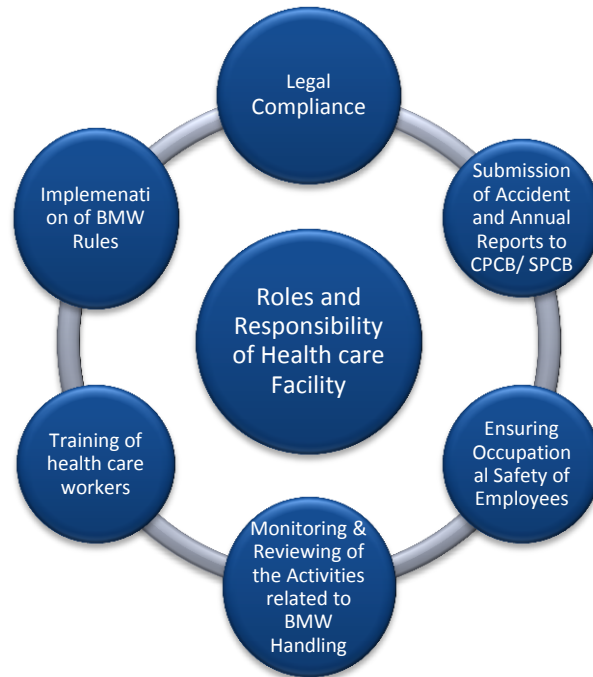 Legal
Compliance
Submission
of Accident
and Annual
Reports to
CPCB/ SPCB
Ensuring
Occupation
al Safety of
Employees
Monitoring &
Reviewing of
the Activities
related to
BMW
Handling
Training of
health care
workers
Implemenati
on of BMW
Rules
Roles and
Responsibility
of Health care
Facility